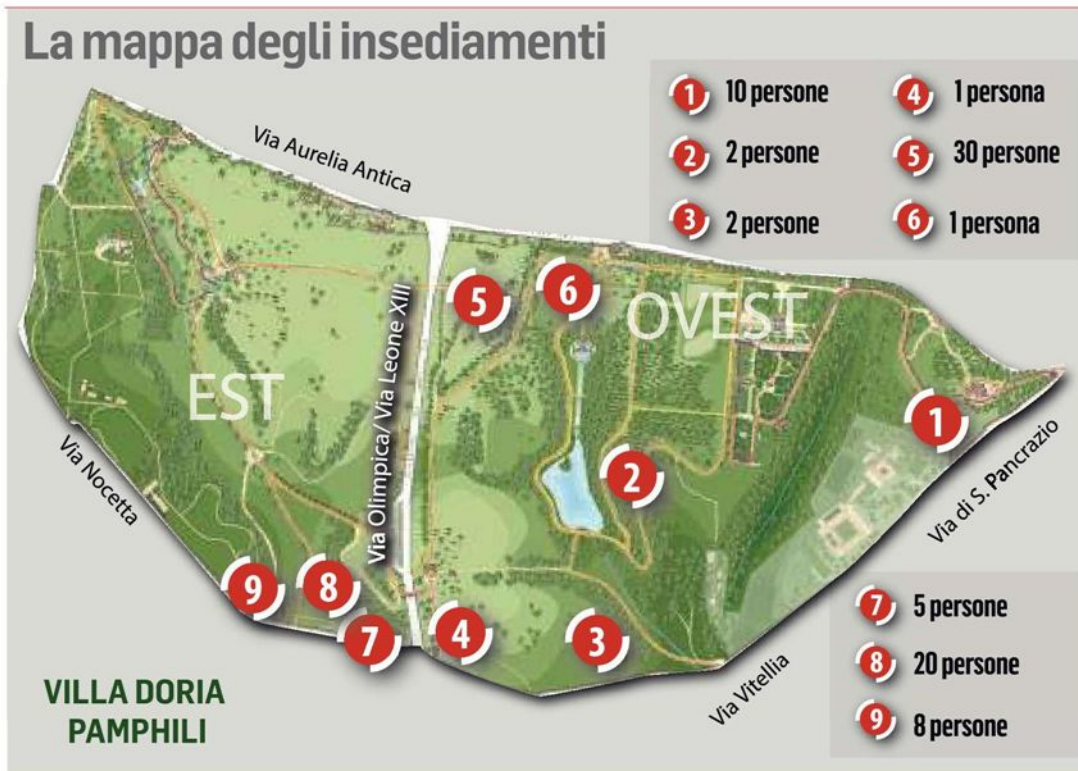 La mappa degli insediamenti
1 10 persone
2 2 persone
3 2 persone
4 1 persona
5 30 persone
6 1 persona
Via Aurelia Antica
5
6
OVEST
EST
Via Olimpica/ Via Leone XIII
1
2
Via Nocetta
Via di S. Pancrazio
9
8
7
4
3
Via Vitellia
VILLA DORIA
PAMPHILI
7 5 persone
8 20 persone
9 8 persone